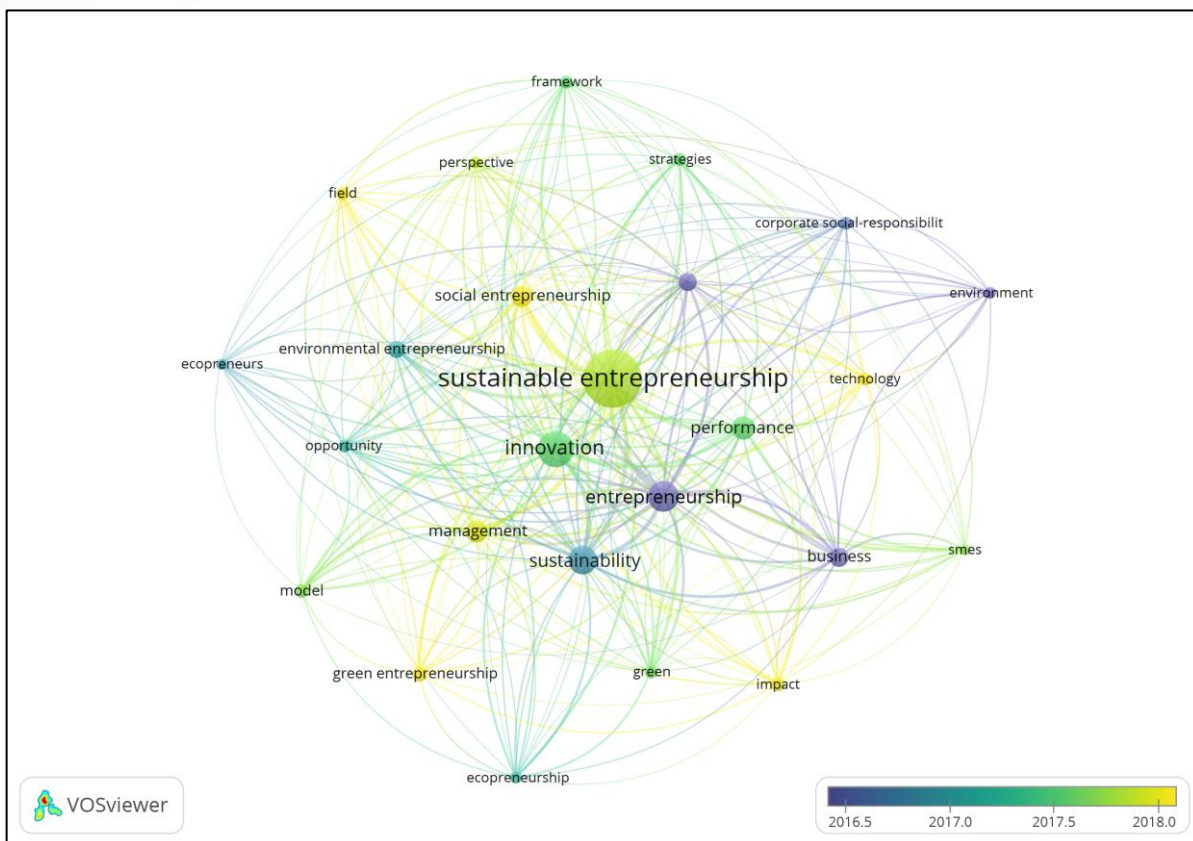 framework
perspective
strategies
field
corporate social-responsibilit
environment
social entrepreneurship
environmental entrepreneurship
ecopreneurs
sustainable entrepreneurship
technology
performance
opportunity
innovation
entrepreneurship
management
business
smes
sustainability
model
green entrepreneurship
green
impact
ecopreneurship
VOSviewer
2016.5 2017.0 2017.5 2018.0